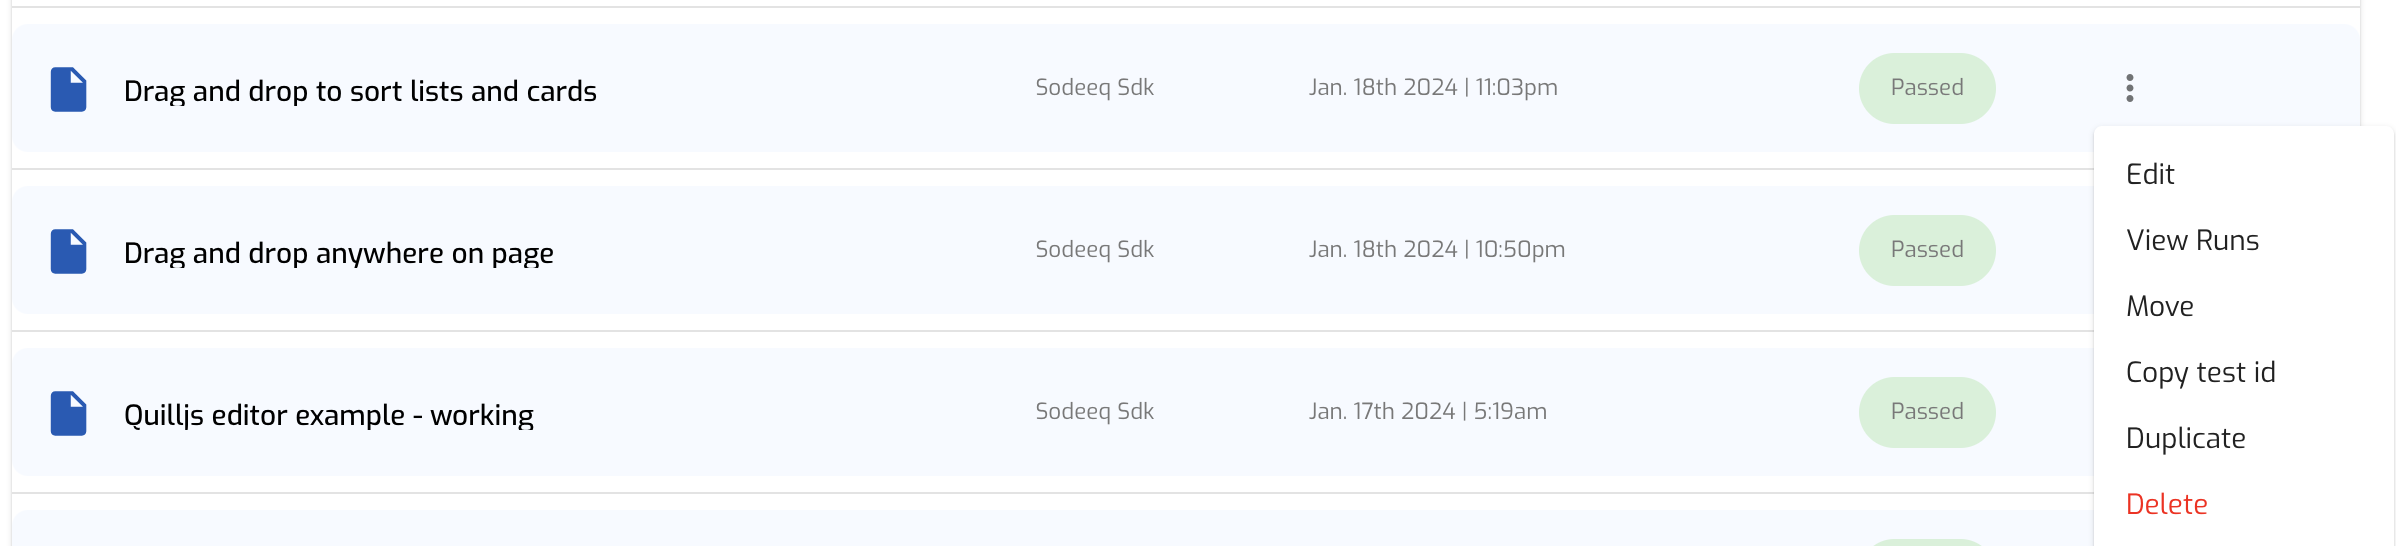 Drag and drop to sort lists and cards Sodeeq Sdk Jan. 18th 2024 | 11:03pm Passed
Edit
Drag and drop anywhere on page Sodeeq Sdk Jan. 18th 2024 | 10:50pm Passed
View Runs
Move
Copy test id
Quilljs editor example - working Sodeeq Sdk Jan. 17th 2024 | 5:19am Passed
Duplicate
Delete